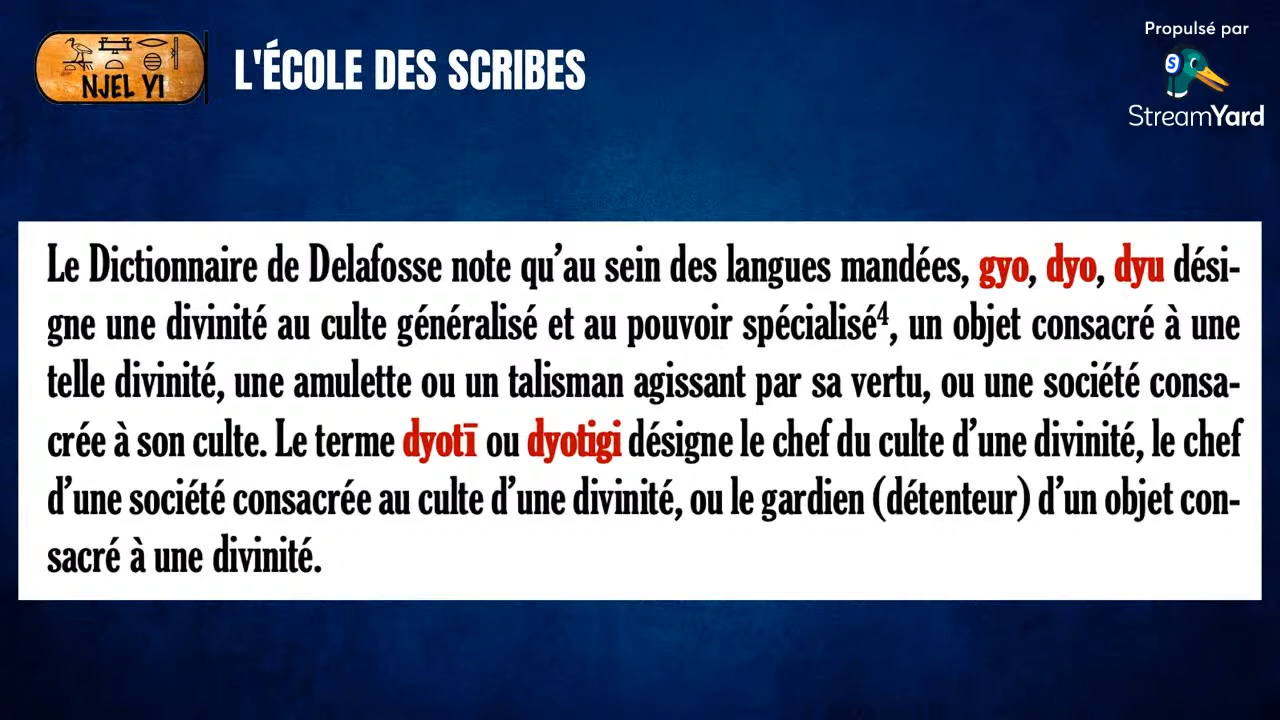 NJEL YI
L'ÉCOLE DES SCRIBES
Propulsé par
StreamYard
Le Dictionnaire de Delafosse note qu’au sein des langues mandées, gyo, dyo, dyu dési-
gne une divinité au culte généralisé et au pouvoir spécialisé⁴, un objet consacré à une
telle divinité, une amulette ou un talisman agissant par sa vertu, ou une société consa-
crée à son culte. Le terme dyotī ou dyotigi désigne le chef du culte d’une divinité, le chef
d’une société consacrée au culte d’une divinité, ou le gardien (détenteur) d’un objet con-
sacré à une divinité.